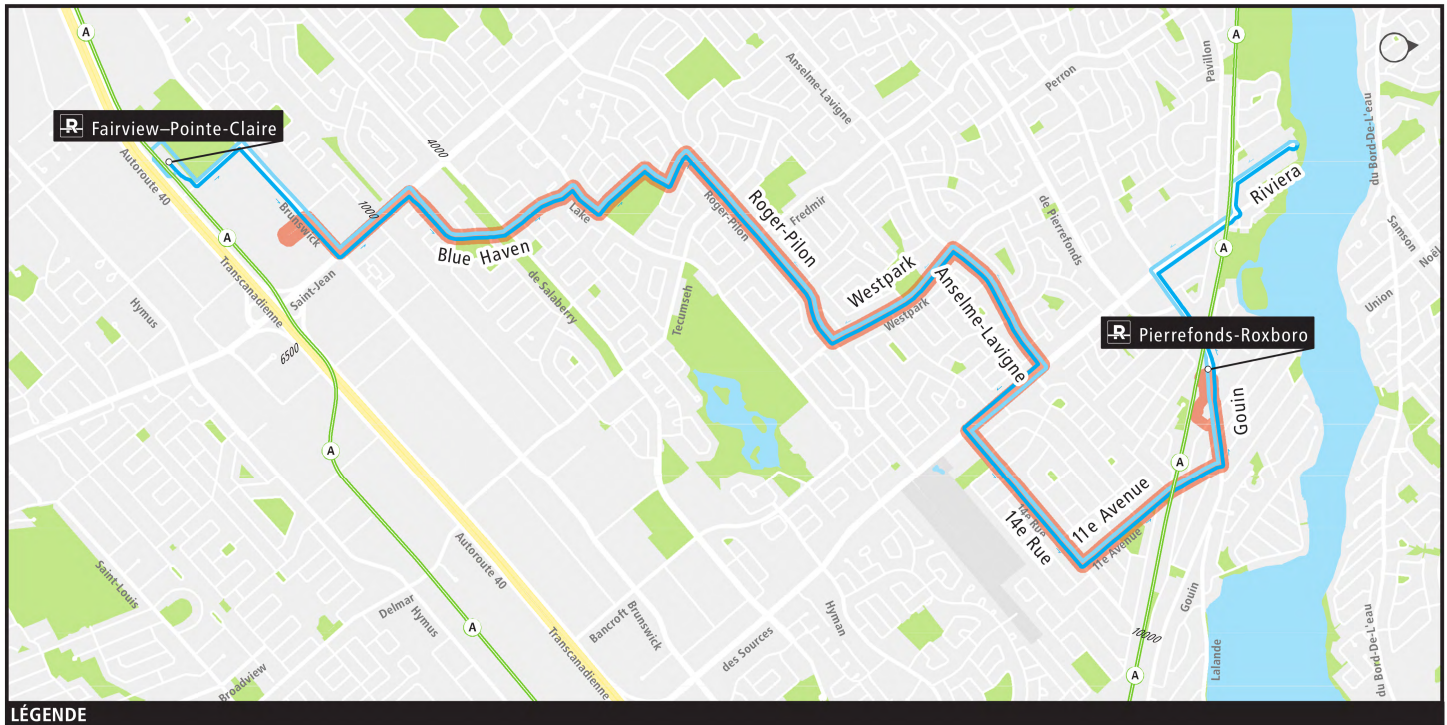 A
A
Pavillon
Anselme-Lavigne
Perron
du Bord-De-L'eau
Fairview–Pointe-Claire
4000
Autoroute 40
Riviera
1000
Brunswick
Lake
Roger-Pilon
Roger-Pilon
Fredmir
de Pierrefonds
Samson
Noël
A
A
Blue Haven
Transcanadienne
Saint-Jean
de Salaberry
Tecumseh
Westpark
Westpark
Anselme-Lavigne
Union
Hymus
6500
Pierrefonds-Roxboro
Gouin
A
A
14e Rue
14e Rue
11e Avenue
11e Avenue
Autoroute 40
Saint-Louis
Delmar
Hymus
A
Bancroft
Brunswick
Hyman
des Sources
Gouin
10000
Lalande
du Bord-De-L'eau
Broadview
Transcanadienne
A
LÉGENDE